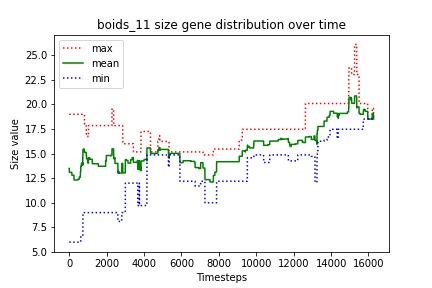 boids_11 size gene distribution over time
max
mean
min
Size value
25.0
22.5
20.0
17.5
15.0
12.5
10.0
7.5
5.0
0 2000 4000 6000 8000 10000 12000 14000 16000
Timesteps